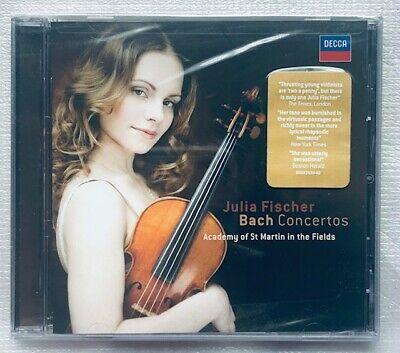 DECCA
"Thrusting young violinists
are 'two a penny', but there
is only one Julia Fischer"
The Times, London
"Her tone was burnished in
the virtuosic passages and
richly sweet in the more
lyrical rhapsodic
moments"
New York Times
"She was utterly
sensational"
Boston Herald
Julia Fischer
Bach Concertos
Academy of St Martin in the Fields